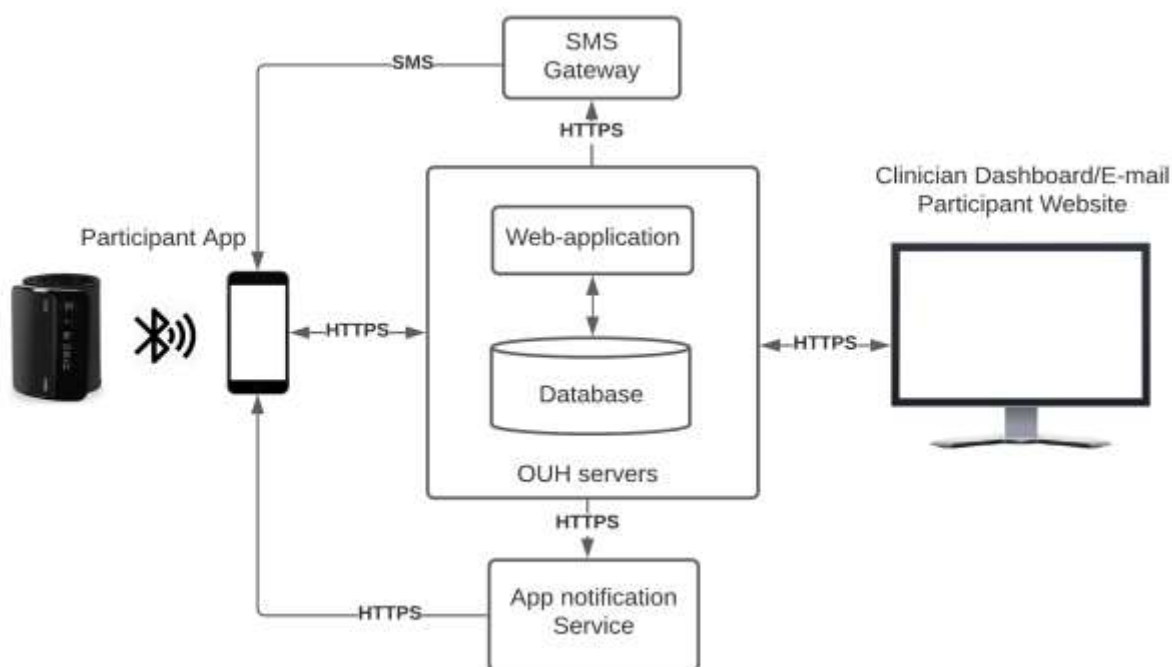 SMS
Gateway
SMS
HTTPS
Clinician Dashboard/E-mail
Participant Website
Participant App
Web-application
HTTPS
HTTPS
Database
OUH servers
HTTPS
App notification
Service
HTTPS